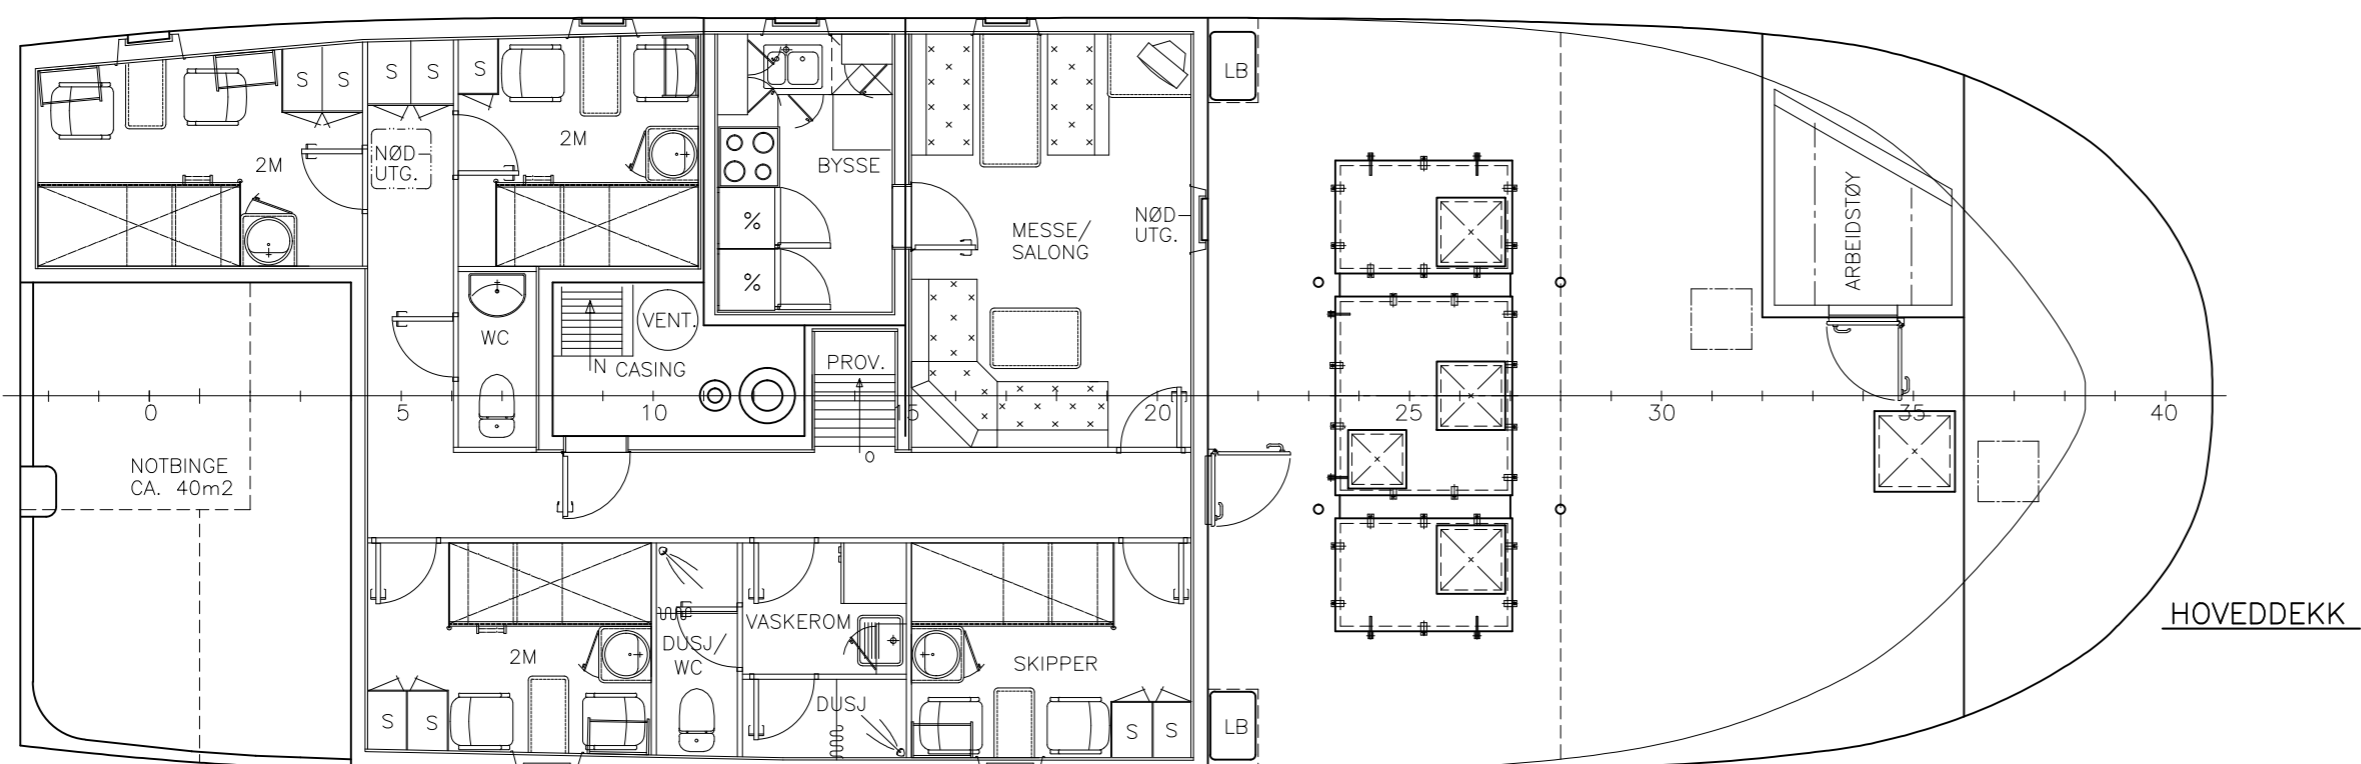 LB
S S
S S
S
2M
2M
NØD-
UTG.
BYSSE
%
%
MESSE/
SALONG
NØD-
UTG.
ARBEIDSTØY
WC
VENT.
N CASING
PROV.
0 5 10 15 20 25 30 35 40
O
NOTBINGE
CA. 40m2
HOVEDDEKK
2M
DUSJ/
WC
VASKEROM
SKIPPER
DUSJ
S S
S S
LB